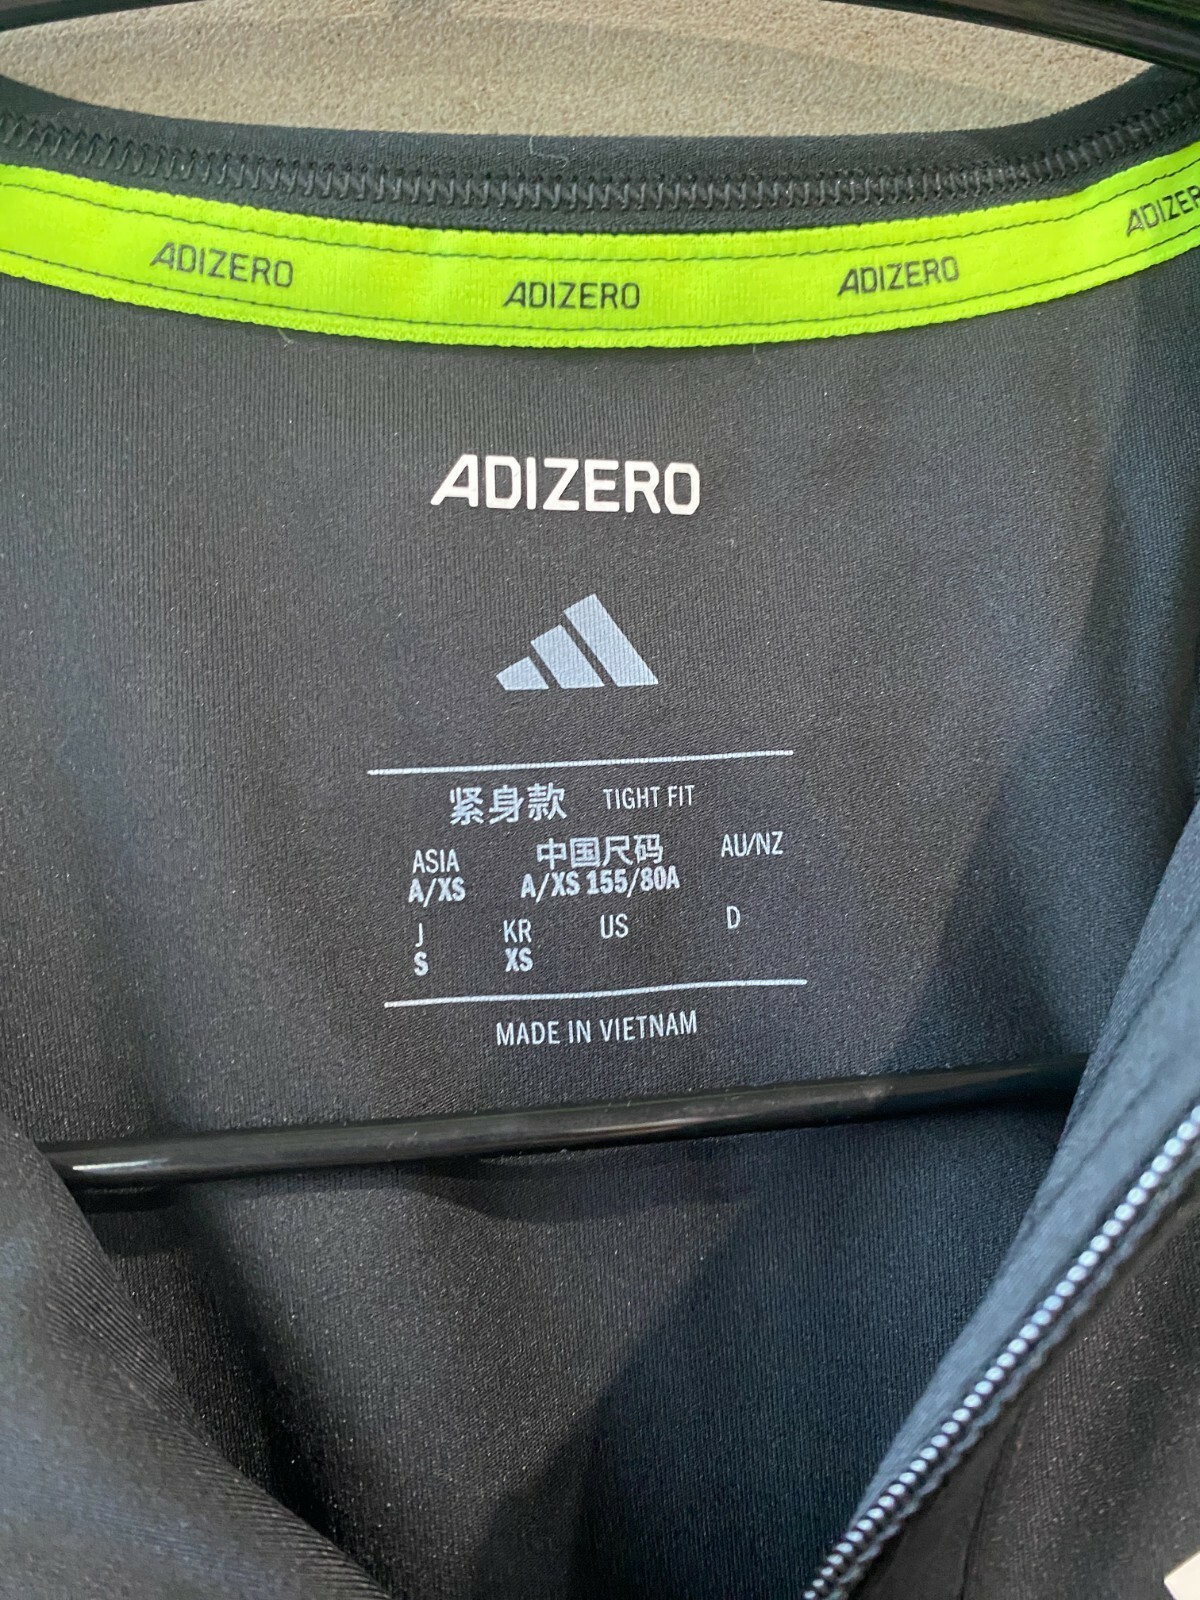 ADIZERO ADIZERO ADIZERO
ADIZERO
紧身款 TIGHT FIT
ASIA 中国尺码 AU/NZ
A/XS A/XS 155/80A
J KR US D
S XS
MADE IN VIETNAM